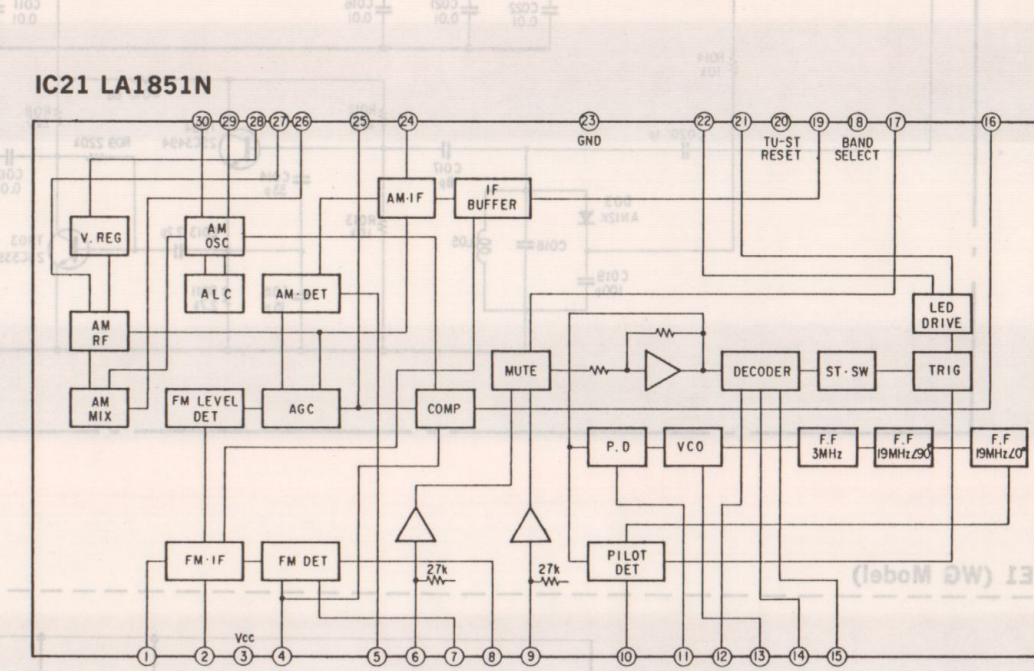 IC21 LA1851N
30 29 28 27 26 25 24 23 22 21 20 19 18 17 16
GND
TU-ST
RESET
BAND
SELECT
V.REG
AM
OSC
AM·IF
IF
BUFFER
ALC
AM·DET
LED
DRIVE
AM
RF
MUTE
DECODER
ST·SW
TRIG
AM
MIX
FM LEVEL
DET
AGC
COMP
P.D
VCO
F.F
3MHz
F.F
19MHz∠90°
F.F
19MHz∠0°
FM·IF
FM DET
27k
27k
PILOT
DET
E1 (WG Model)
Vcc
1 2 3 4 5 6 7 8 9 10 11 12 13 14 15